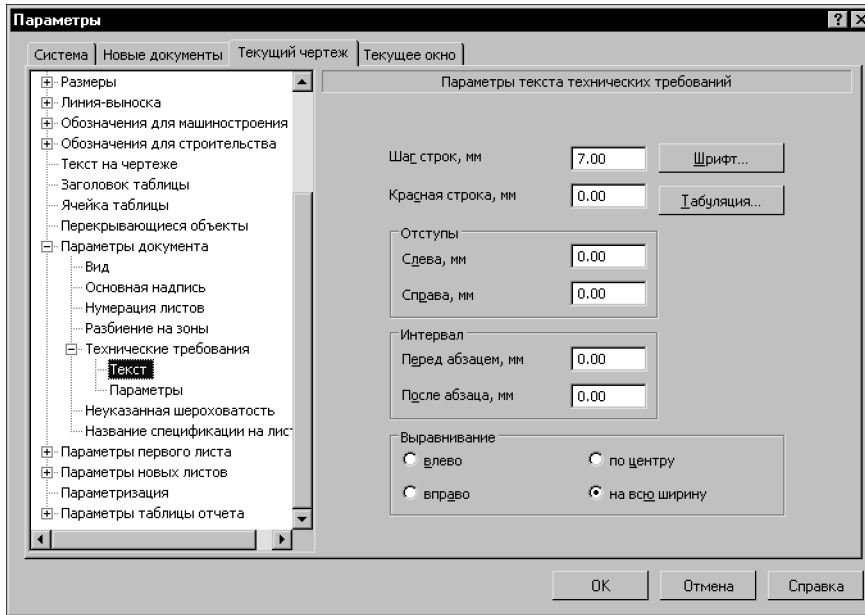 Параметры
Система Новые документы Текущий чертеж Текущее окно
Размеры
Линия-выноска
Обозначения для машиностроения
Обозначения для строительства
Текст на чертеже
Заголовок таблицы
Ячейка таблицы
Перекрывающиеся объекты
Параметры документа
Вид
Основная надпись
Нумерация листов
Разбиение на зоны
Технические требования
Текст
Параметры
Неуказанная шероховатость
Название спецификации на лис
Параметры первого листа
Параметры новых листов
Параметризация
Параметры таблицы отчета
Параметры текста технических требований
Шаг строк, мм 7.00 Шрифт...
Красная строка, мм 0.00 Табуляция...
Отступы
Слева, мм 0.00
Справа, мм 0.00
Интервал
Перед абзацем, мм 0.00
После абзаца, мм 0.00
Выравнивание
влево по центру
вправо на всю ширину
OK Отмена Справка